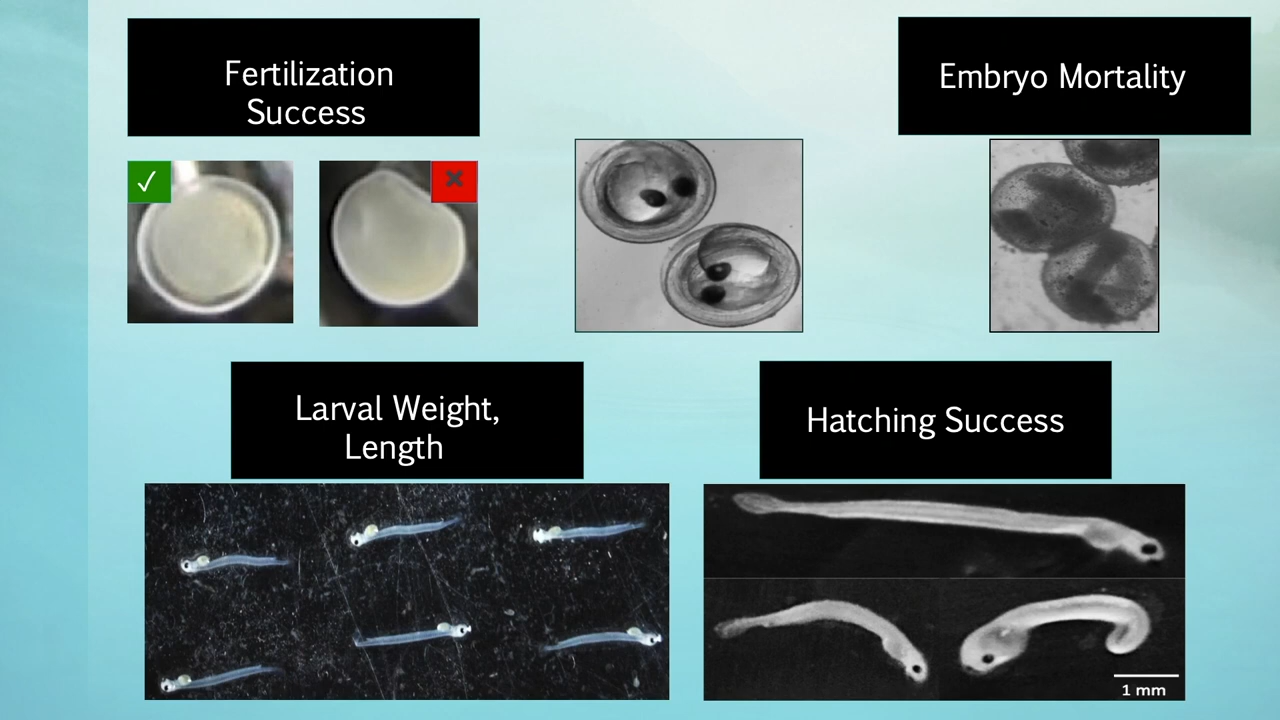 Fertilization
Success
Embryo Mortality
✓
✖
Larval Weight,
Length
Hatching Success
1 mm